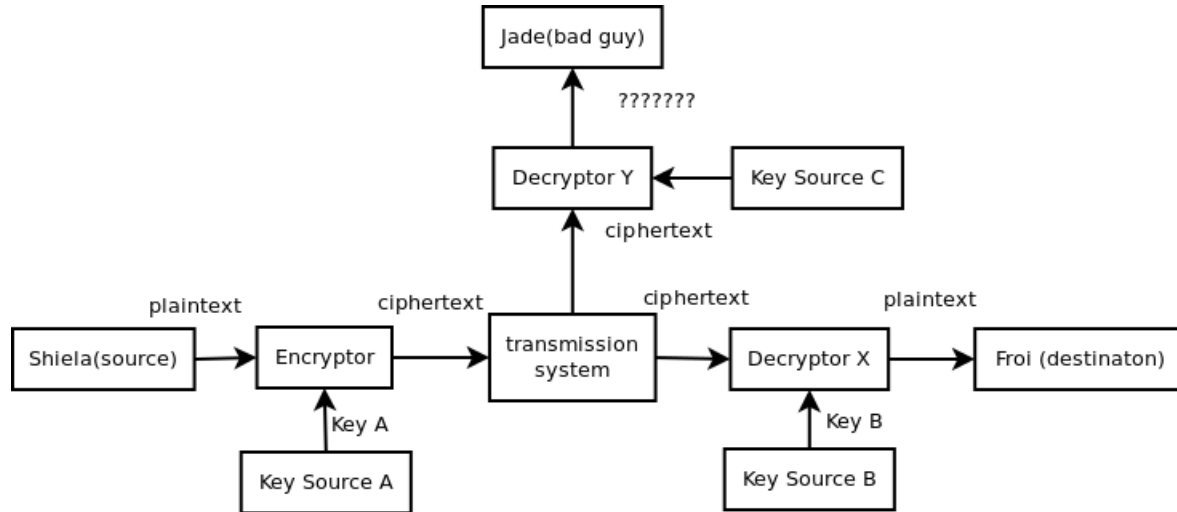 Jade(bad guy)
???????
Decryptor Y
Key Source C
ciphertext
plaintext
ciphertext
ciphertext
plaintext
Shiela(source)
Encryptor
transmission
system
Decryptor X
Froi (destinaton)
Key A
Key B
Key Source A
Key Source B